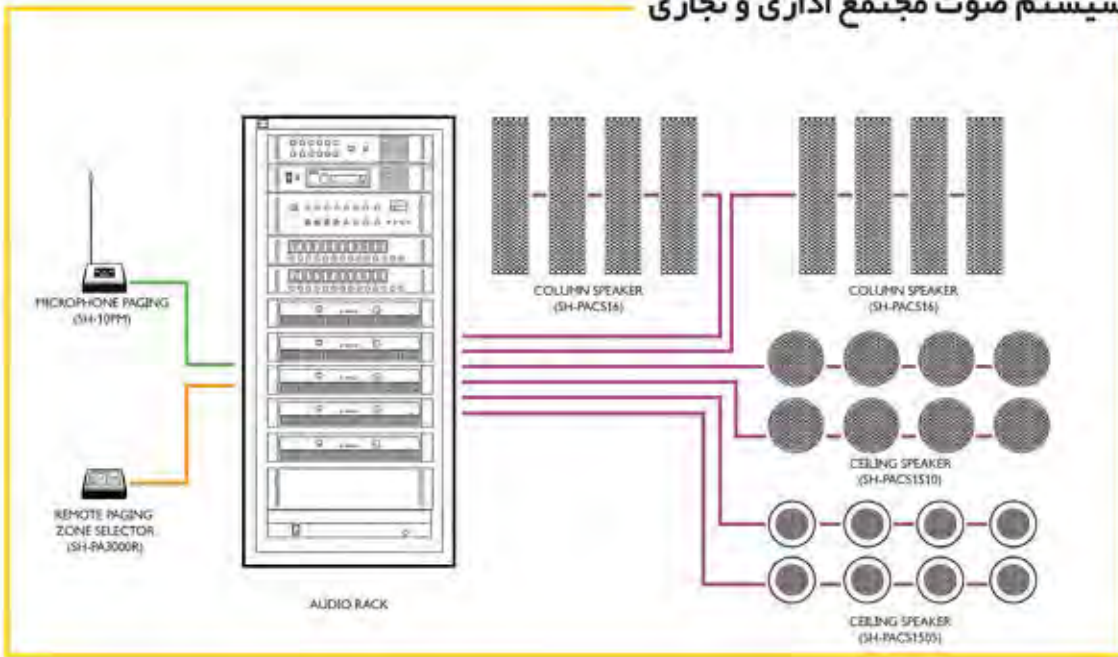 سیستم صوت مجتمع اداری و تجاری
COLUMN SPEAKER
(SH-PACS16)
COLUMN SPEAKER
(SH-PACS16)
MICROPHONE PAGING
(SH-10PM)
CEILING SPEAKER
(SH-PACS1510)
REMOTE PAGING
ZONE SELECTOR
(SH-PA3000R)
AUDIO RACK
CEILING SPEAKER
(SH-PACS1505)